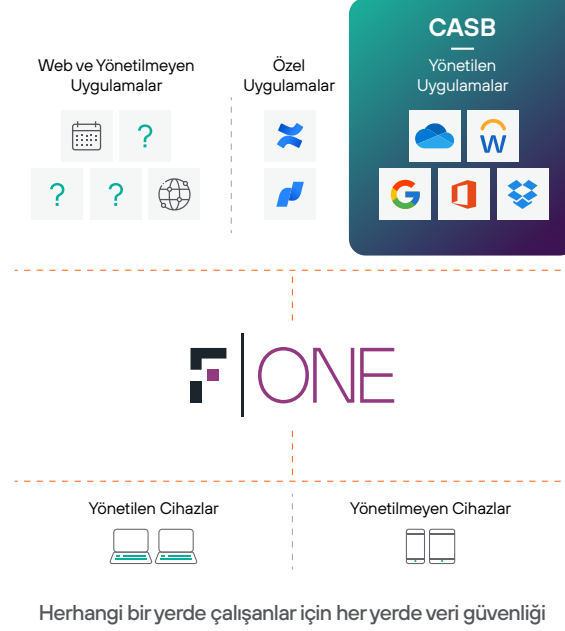 CASB
Web ve Yönetilmeyen
Uygulamalar
Özel
Uygulamalar
Yönetilen
Uygulamalar
?
W
?
?
G
F|ONE
Yönetilen Cihazlar
Yönetilmeyen Cihazlar
Herhangi bir yerde çalışanlar için her yerde veri güvenliği